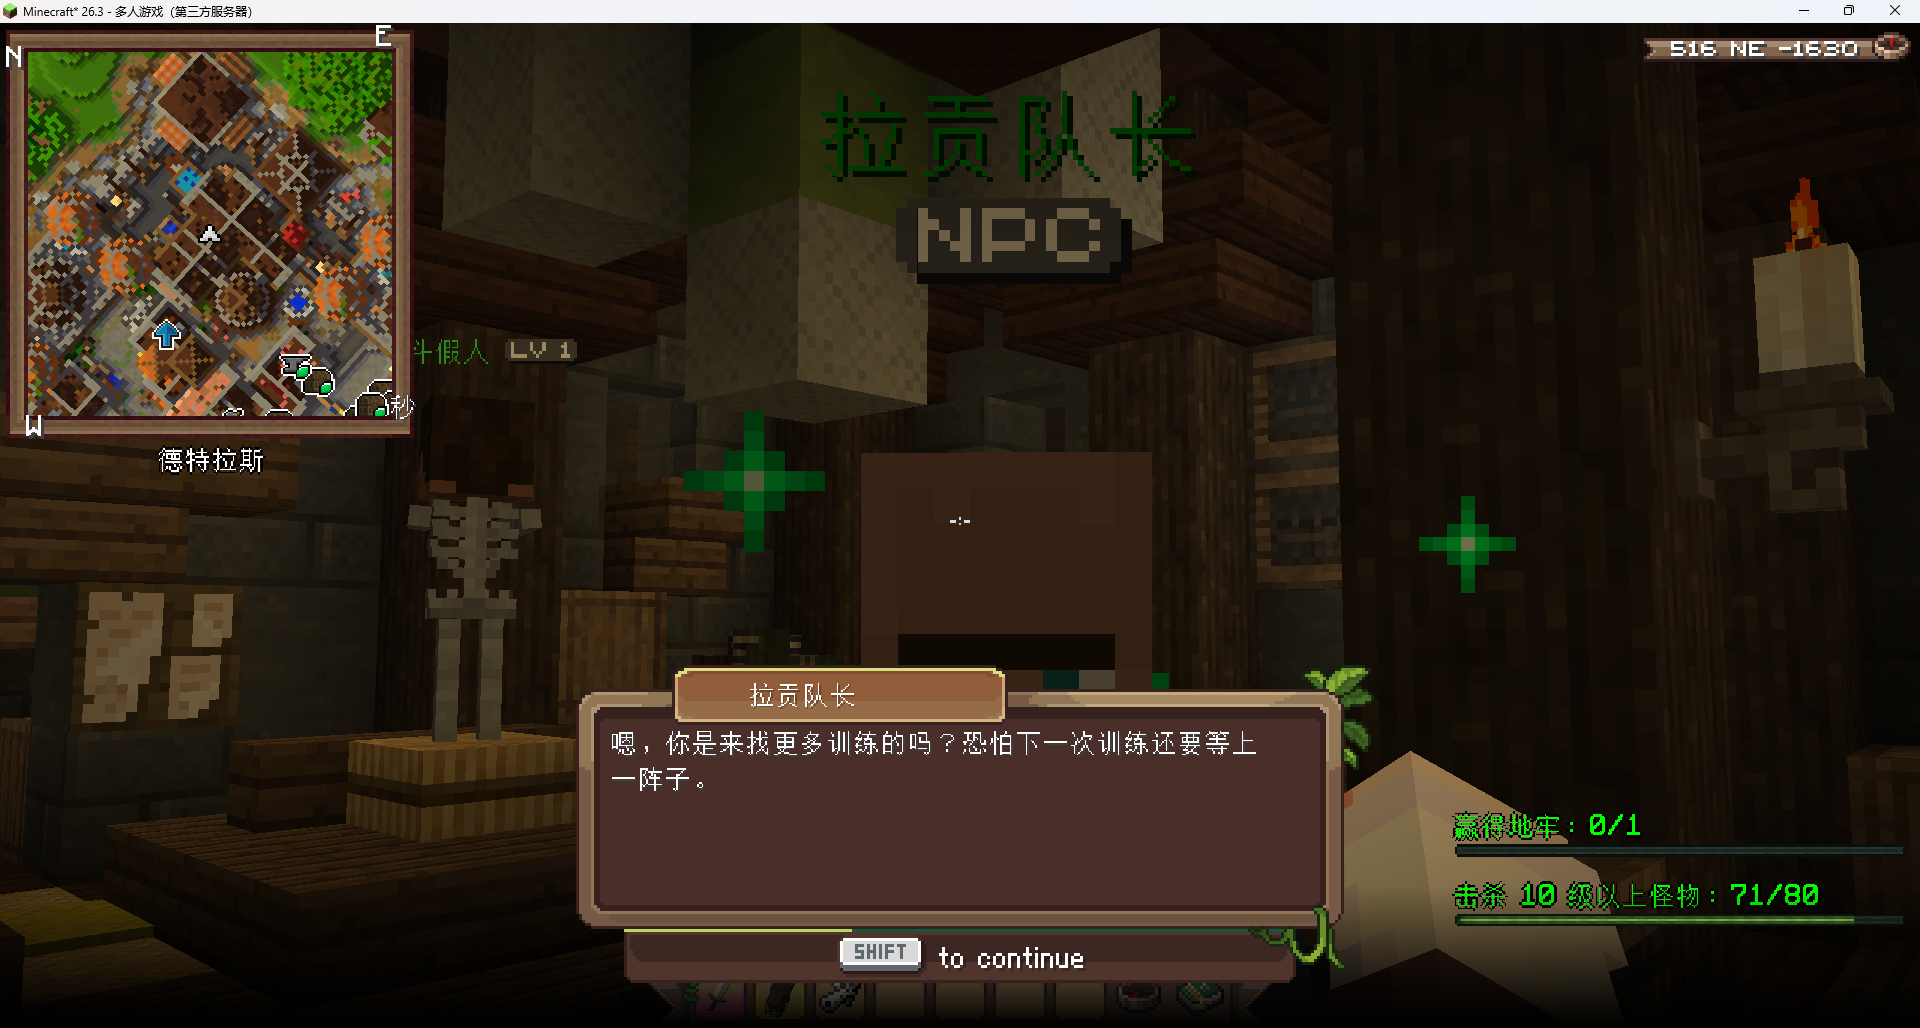 Minecraft* 26.3 - 多人游戏（第三方服务器）
N
E
516 NE -1630
拉贡队长
NPC
斗假人 LV 1
秒
W
德特拉斯
拉贡队长
嗯，你是来找更多训练的吗？恐怕下一次训练还要等上
一阵子。
赢得地牢：0/1
击杀 10 级以上怪物：71/80
SHIFT to continue